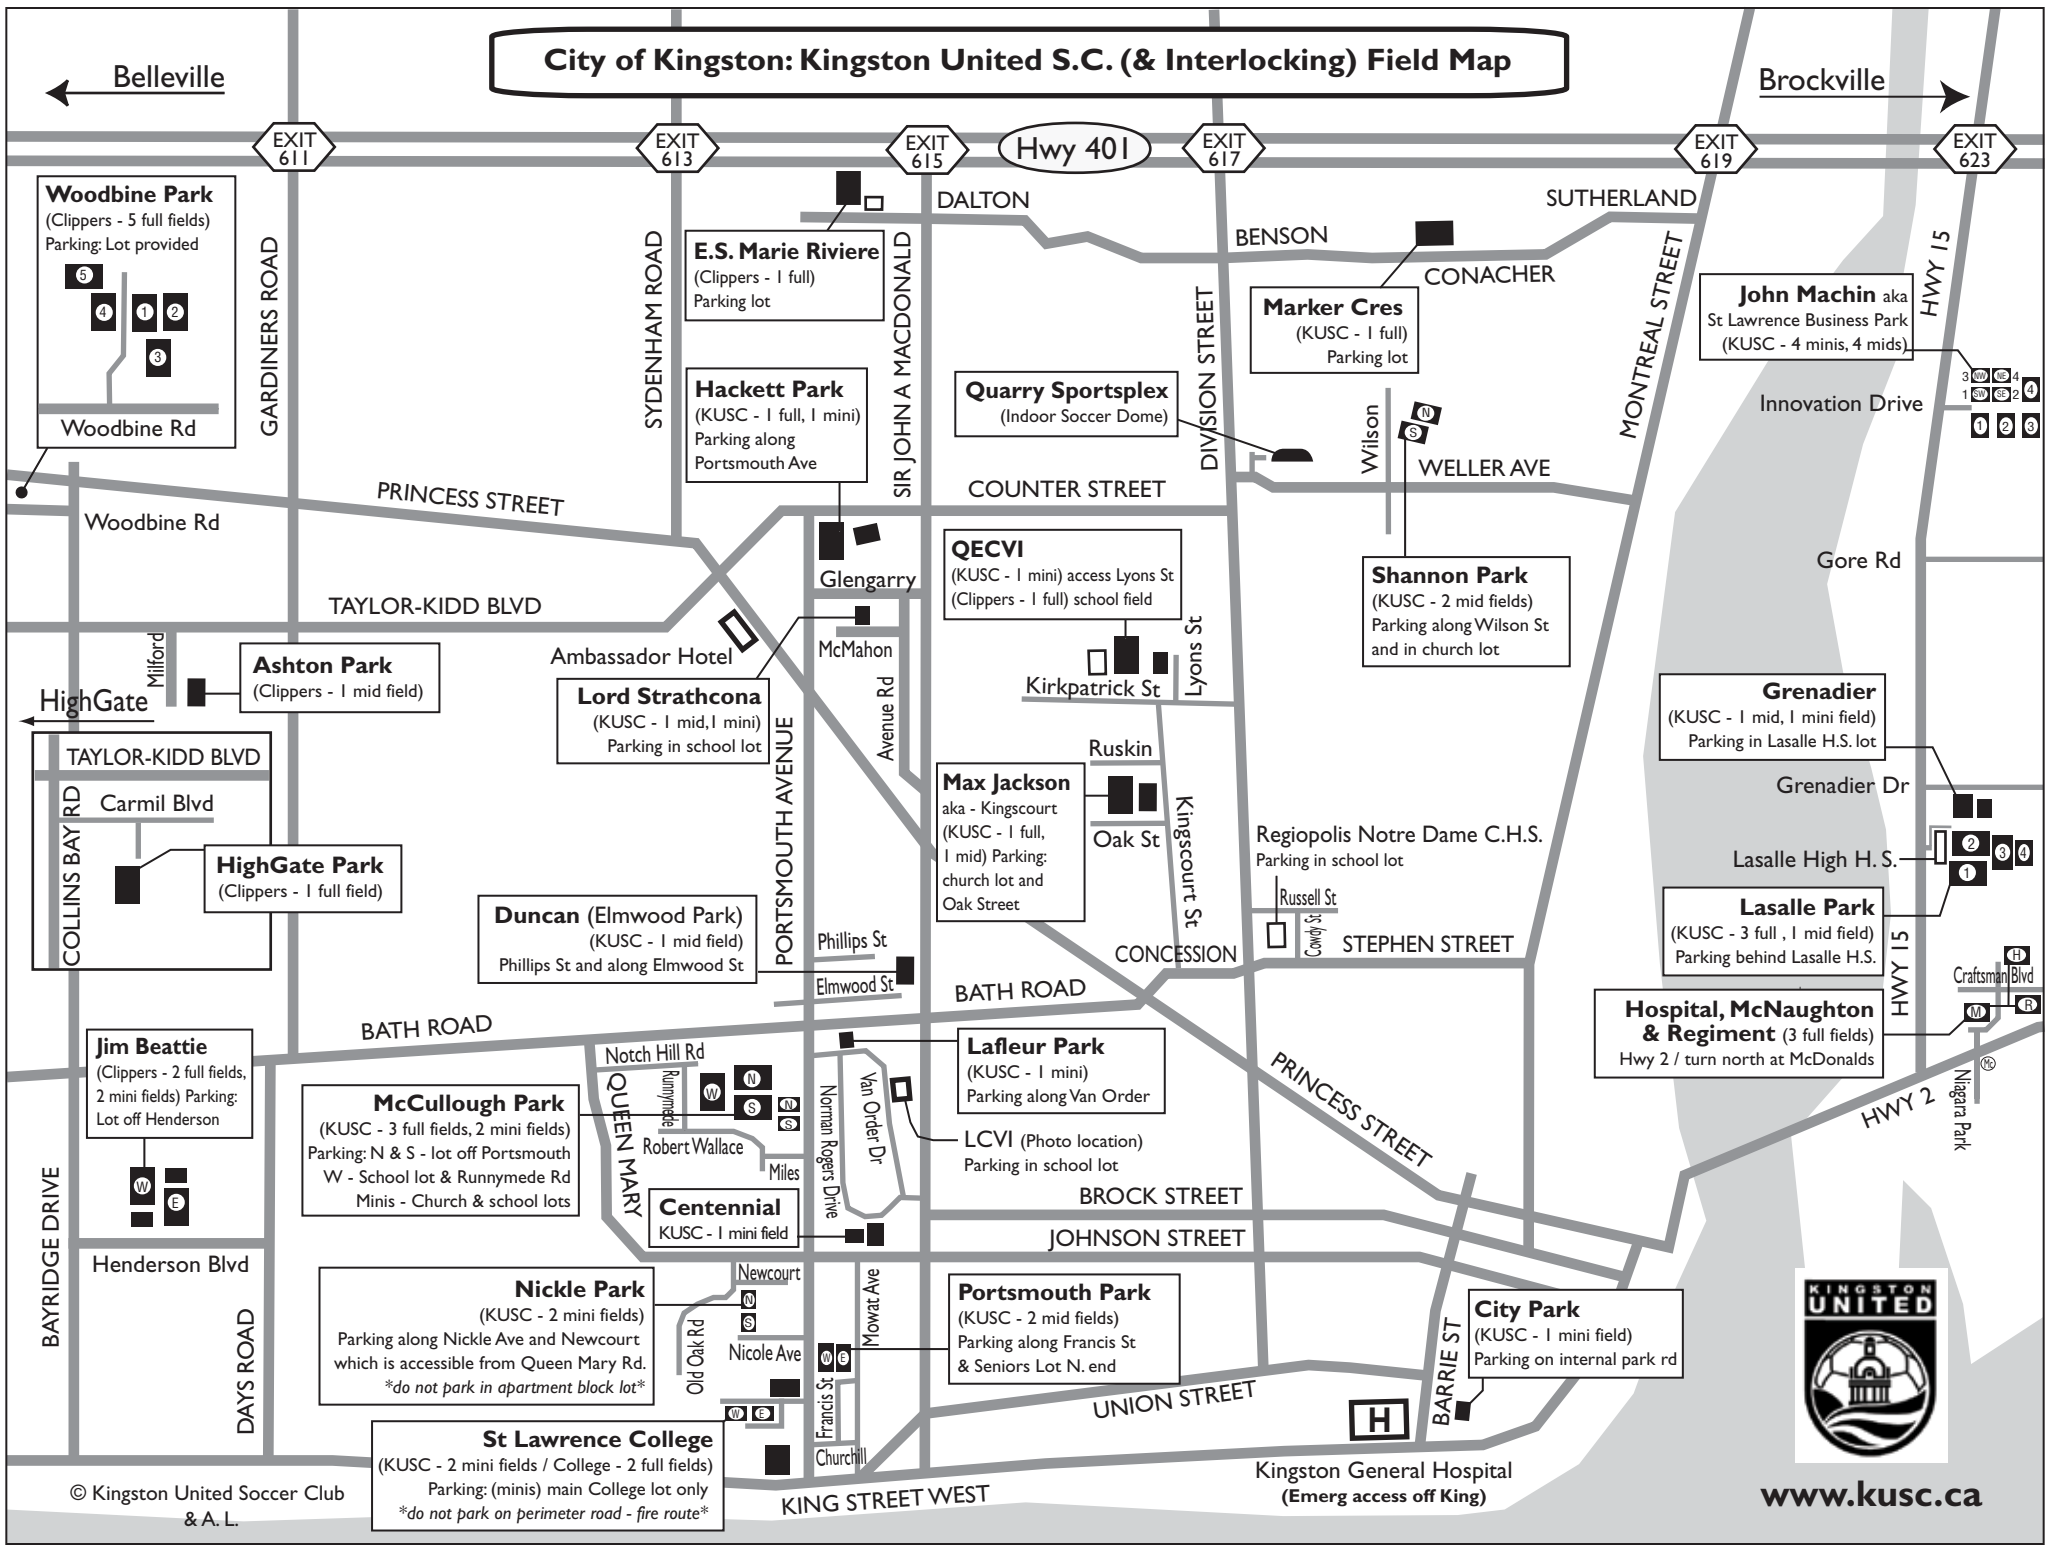 City of Kingston: Kingston United S.C. (& Interlocking) Field Map
Belleville
Brockville
EXIT
611
EXIT
613
EXIT
615
Hwy 401
EXIT
617
EXIT
619
EXIT
623
Woodbine Park
(Clippers - 5 full fields)
Parking: Lot provided
5
4
1
2
3
Woodbine Rd
GARDINERS ROAD
SYDENHAM ROAD
E.S. Marie Riviere
(Clippers - 1 full)
Parking lot
SIR JOHN A MACDONALD
DALTON
BENSON
SUTHERLAND
CONACHER
Marker Cres
(KUSC - 1 full)
Parking lot
DIVISION STREET
MONTREAL STREET
HWY 15
John Machin aka
St Lawrence Business Park
(KUSC - 4 minis, 4 mids)
3 NW NE 4
1 SW SE 2
4
1
2
3
Innovation Drive
Hackett Park
(KUSC - 1 full, 1 mini)
Parking along
Portsmouth Ave
Quarry Sportsplex
(Indoor Soccer Dome)
Wilson
N
S
WELLER AVE
PRINCESS STREET
COUNTER STREET
Woodbine Rd
QECVI
(KUSC - 1 mini) access Lyons St
(Clippers - 1 full) school field
Shannon Park
(KUSC - 2 mid fields)
Parking along Wilson St
and in church lot
Gore Rd
Glengarry
TAYLOR-KIDD BLVD
Milford
Ashton Park
(Clippers - 1 mid field)
Ambassador Hotel
McMahon
Lord Strathcona
(KUSC - 1 mid, 1 mini)
Parking in school lot
Avenue Rd
Lyons St
Kirkpatrick St
HighGate
TAYLOR-KIDD BLVD
Carmil Blvd
COLLINS BAY RD
HighGate Park
(Clippers - 1 full field)
PORTSMOUTH AVENUE
Ruskin
Max Jackson
aka - Kingscourt
(KUSC - 1 full,
1 mid) Parking:
church lot and
Oak Street
Oak St
Kingscourt St
Grenadier
(KUSC - 1 mid, 1 mini field)
Parking in Lasalle H.S. lot
Grenadier Dr
Regiopolis Notre Dame C.H.S.
Parking in school lot
Russell St
Cowdy St
STEPHEN STREET
Lasalle High H. S.
2
3
4
1
Lasalle Park
(KUSC - 3 full , 1 mid field)
Parking behind Lasalle H.S.
HWY 15
H
Craftsman Blvd
R
M
Hospital, McNaughton
& Regiment (3 full fields)
Hwy 2 / turn north at McDonalds
Mc
Niagara Park
HWY 2
Duncan (Elmwood Park)
(KUSC - 1 mid field)
Phillips St and along Elmwood St
Phillips St
Elmwood St
CONCESSION
BATH ROAD
BATH ROAD
Jim Beattie
(Clippers - 2 full fields,
2 mini fields) Parking:
Lot off Henderson
W
E
BAYRIDGE DRIVE
Henderson Blvd
DAYS ROAD
Notch Hill Rd
QUEEN MARY
Runnymede
W
N
S
N
S
Robert Wallace
Miles
McCullough Park
(KUSC - 3 full fields, 2 mini fields)
Parking: N & S - lot off Portsmouth
W - School lot & Runnymede Rd
Minis - Church & school lots
Norman Rogers Drive
Van Order Dr
Lafleur Park
(KUSC - 1 mini)
Parking along Van Order
LCVI (Photo location)
Parking in school lot
PRINCESS STREET
BROCK STREET
JOHNSON STREET
Centennial
KUSC - 1 mini field
Nickle Park
(KUSC - 2 mini fields)
Parking along Nickle Ave and Newcourt
which is accessible from Queen Mary Rd.
*do not park in apartment block lot*
Newcourt
N
S
Old Oak Rd
Nicole Ave
Mowat Ave
W
E
Francis St
Churchill
Portsmouth Park
(KUSC - 2 mid fields)
Parking along Francis St
& Seniors Lot N. end
UNION STREET
BARRIE ST
City Park
(KUSC - 1 mini field)
Parking on internal park rd
W
E
St Lawrence College
(KUSC - 2 mini fields / College - 2 full fields)
Parking: (minis) main College lot only
*do not park on perimeter road - fire route*
KING STREET WEST
H
Kingston General Hospital
(Emerg access off King)
© Kingston United Soccer Club
& A. L.
KINGSTON
UNITED
www.kusc.ca